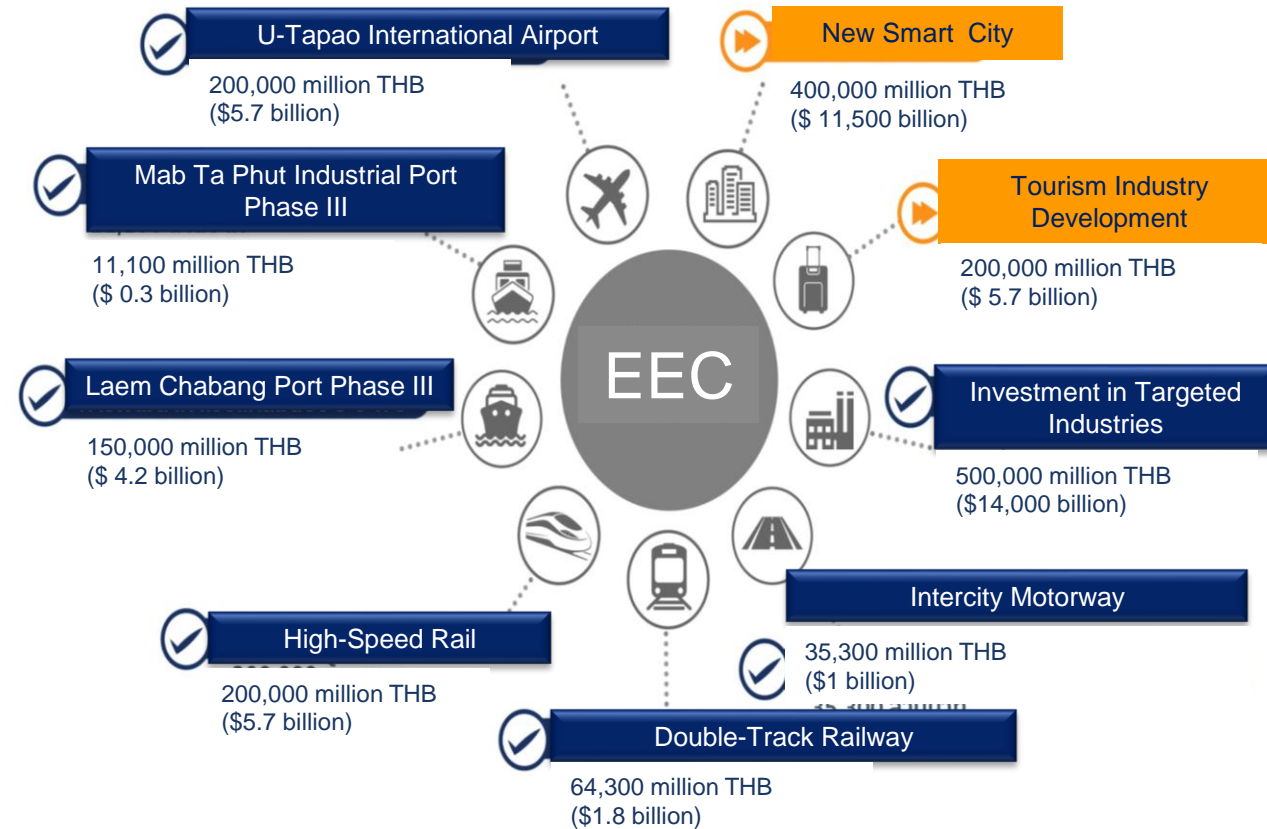 U-Tapao International Airport
200,000 million THB
($5.7 billion)
New Smart City
400,000 million THB
($ 11,500 billion)
Mab Ta Phut Industrial Port
Phase III
11,100 million THB
($ 0.3 billion)
Tourism Industry
Development
200,000 million THB
($ 5.7 billion)
EEC
Laem Chabang Port Phase III
150,000 million THB
($ 4.2 billion)
Investment in Targeted
Industries
500,000 million THB
($14,000 billion)
Intercity Motorway
35,300 million THB
($1 billion)
High-Speed Rail
200,000 million THB
($5.7 billion)
Double-Track Railway
64,300 million THB
($1.8 billion)